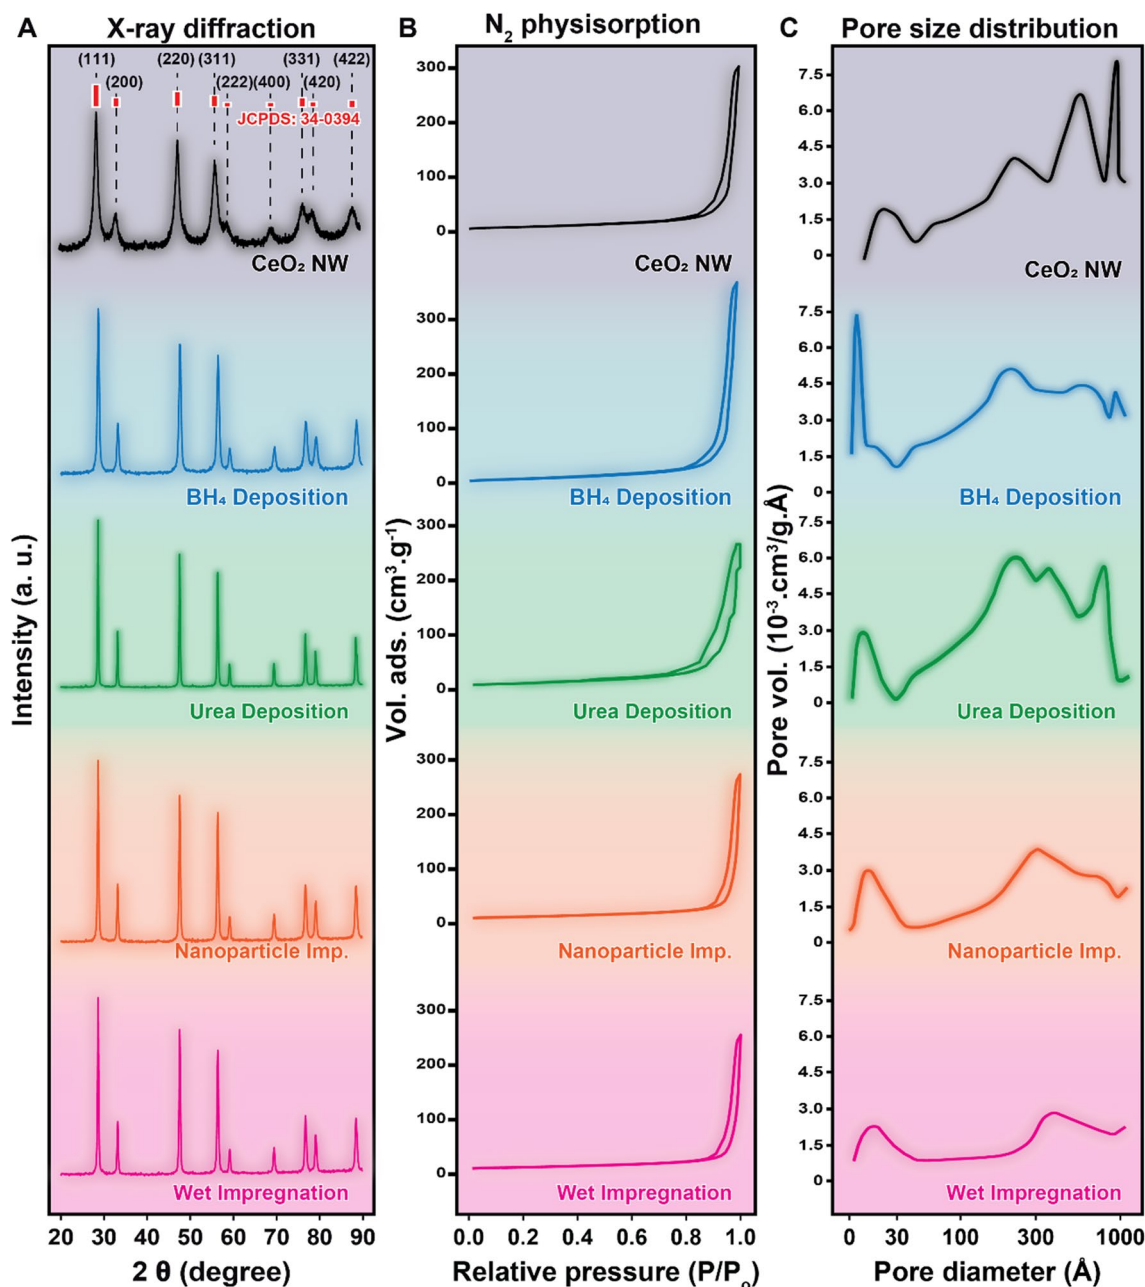 A X-ray diffraction
(111) (220) (311) (331) (422)
(200) (222) (400) (420)
JCPDS: 34-0394
CeO₂ NW
BH₄ Deposition
Urea Deposition
Nanoparticle Imp.
Wet Impregnation
Intensity (a. u.)
20 30 40 50 60 70 80 90
2 θ (degree)
B N₂ physisorption
300
200
100
0
CeO₂ NW
300
200
100
0
BH₄ Deposition
300
200
100
0
Urea Deposition
300
200
100
0
Nanoparticle Imp.
300
200
100
0
Wet Impregnation
Vol. ads. (cm³.g⁻¹)
0.0 0.2 0.4 0.6 0.8 1.0
Relative pressure (P/Pₒ)
C Pore size distribution
7.5
6.0
4.5
3.0
1.5
0
CeO₂ NW
7.5
6.0
4.5
3.0
1.5
0
BH₄ Deposition
7.5
6.0
4.5
3.0
1.5
0
Urea Deposition
7.5
6.0
4.5
3.0
1.5
0
Nanoparticle Imp.
7.5
6.0
4.5
3.0
1.5
0
Wet Impregnation
Pore vol. (10⁻³.cm³/g.Å)
0 30 100 300 1000
Pore diameter (Å)